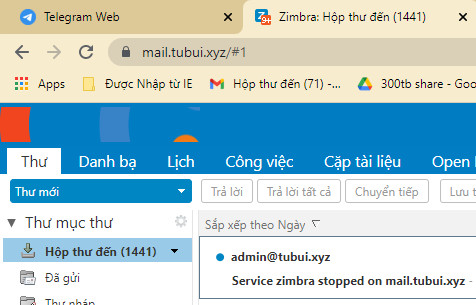 Telegram Web
Zimbra: Hộp thư đến (1441)
mail.tubui.xyz/#1
Apps Được Nhập từ IE Hộp thư đến (71) -... 300tb share - Goo
Thư Danh bạ Lịch Công việc Cặp tài liệu Open
Thư mới Trả lời Trả lời tất cả Chuyển tiếp Lưu t
Thư mục thư Sắp xếp theo Ngày
Hộp thư đến (1441) admin@tubui.xyz
Đã gửi Service zimbra stopped on mail.tubui.xyz
Thư nháp